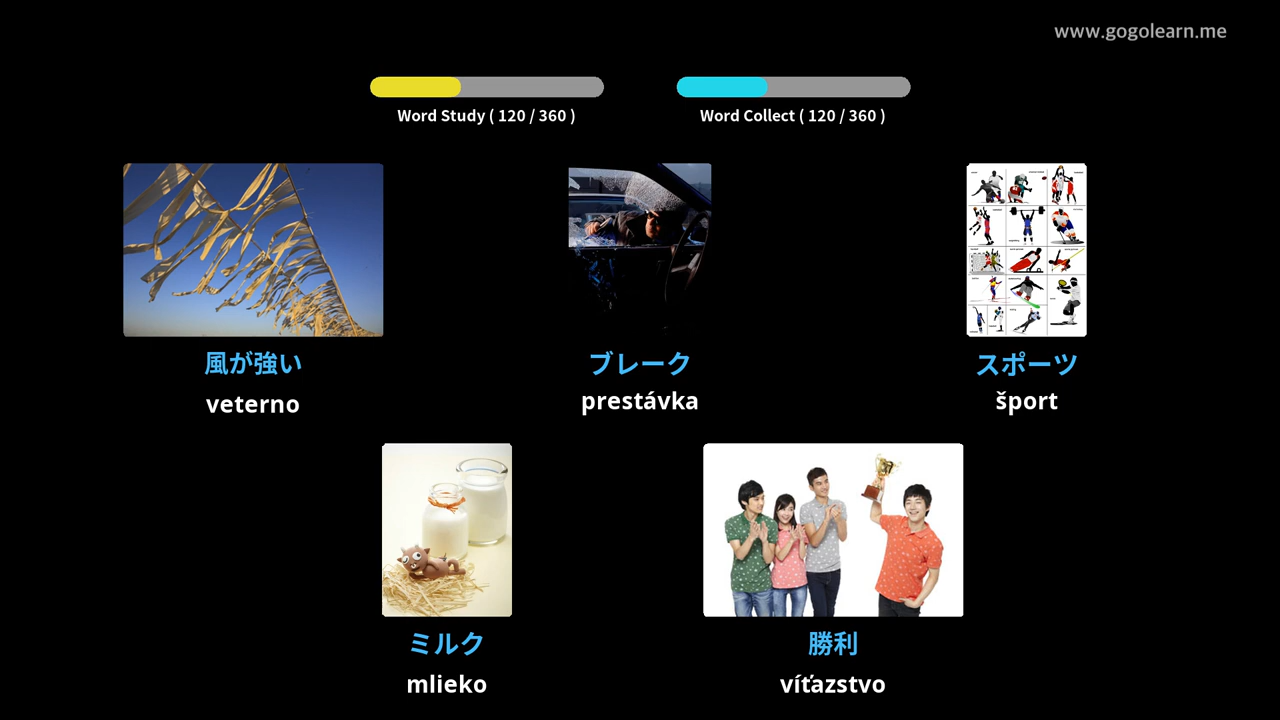 www.gogolearn.me
Word Study ( 120 / 360 )
Word Collect ( 120 / 360 )
風が強い
veterno
ブレーク
prestávka
スポーツ
šport
ミルク
mlieko
勝利
víťazstvo